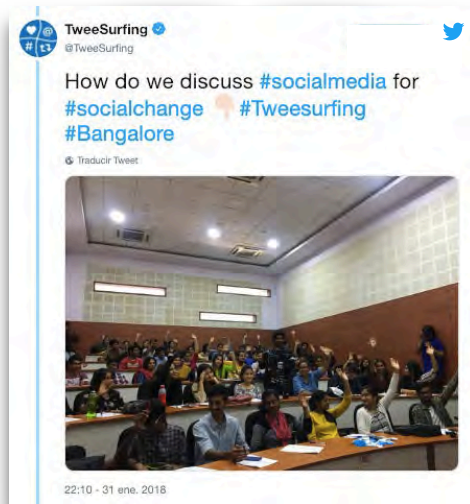 TweeSurfing
@TweeSurfing
How do we discuss #socialmedia for
#socialchange 👇🏻 #Tweesurfing
#Bangalore
Traducir Tweet
22:10 - 31 ene. 2018